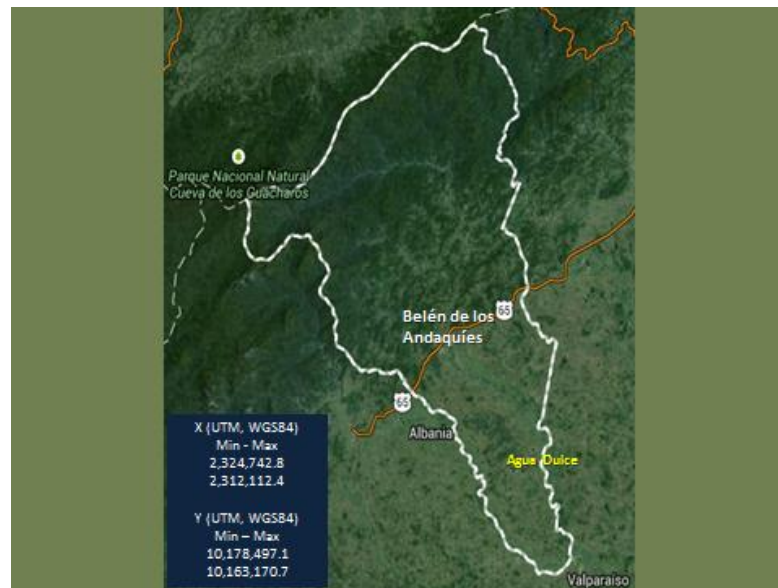 Parque Nacional Natural
Cueva de los Guacharos
Belén de los
Andaquíes
65
65
Albania
Agua Dulce
Valparaiso
X (UTM, WGS84)
Min - Max
2,324,742.8
2,312,112.4
Y (UTM, WGS84)
Min – Max
10,178,497.1
10,163,170.7